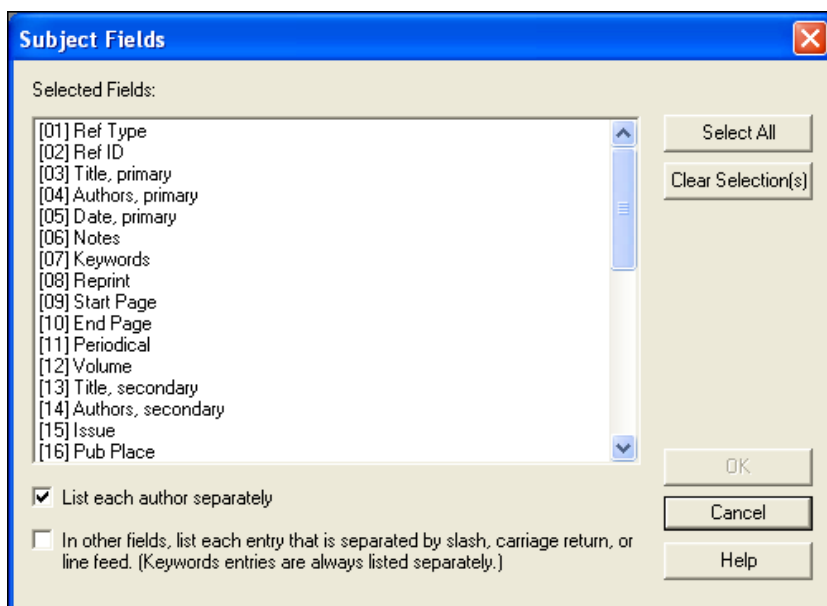 Subject Fields
Selected Fields:
[01] Ref Type
[02] Ref ID
[03] Title, primary
[04] Authors, primary
[05] Date, primary
[06] Notes
[07] Keywords
[08] Reprint
[09] Start Page
[10] End Page
[11] Periodical
[12] Volume
[13] Title, secondary
[14] Authors, secondary
[15] Issue
[16] Pub Place
Select All
Clear Selection(s)
OK
Cancel
Help
List each author separately
In other fields, list each entry that is separated by slash, carriage return, or
line feed. (Keywords entries are always listed separately.)